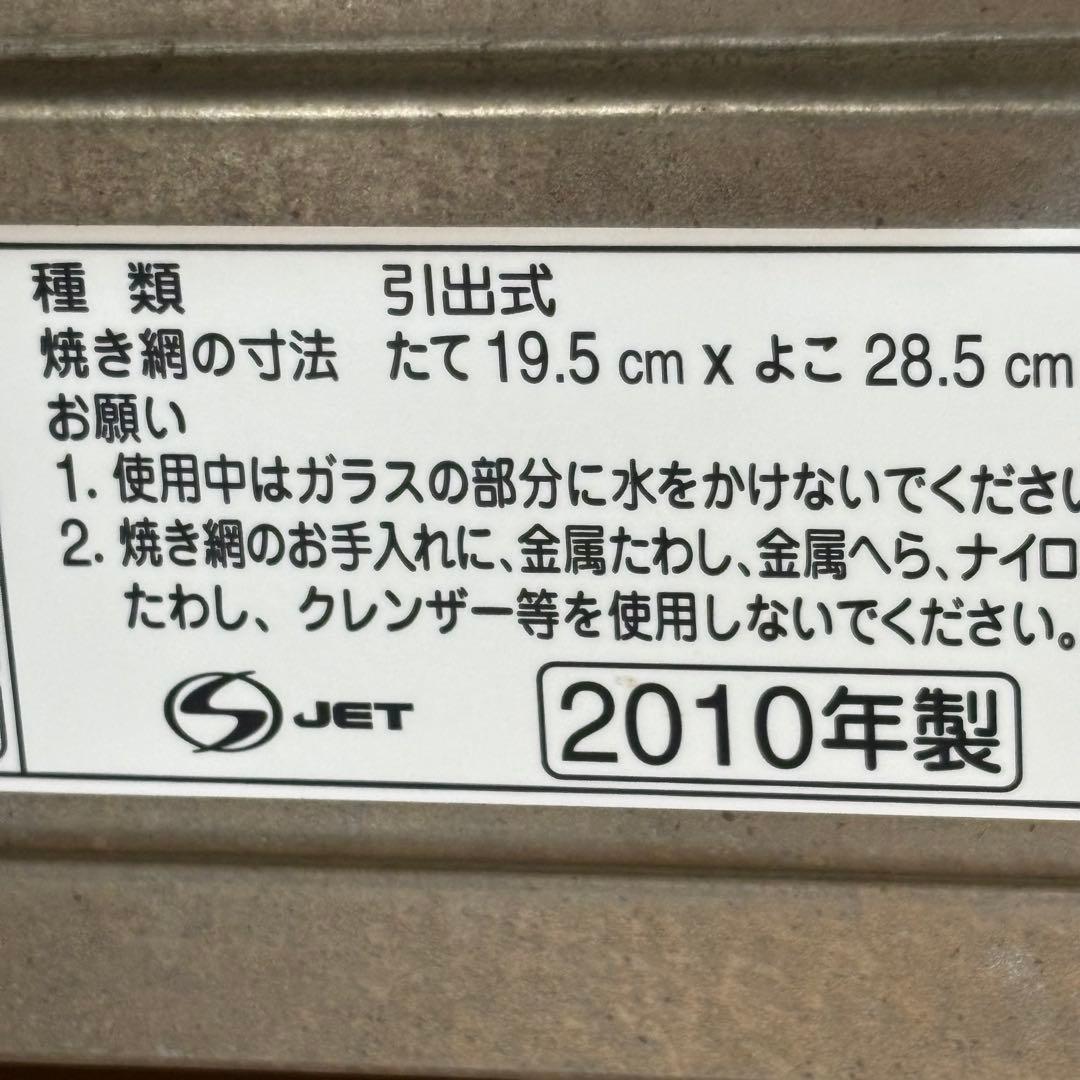 種 類 引出式
焼き網の寸法 たて 19.5 cm x よこ 28.5 cm
お願い
1. 使用中はガラスの部分に水をかけないでくださ
2. 焼き網のお手入れに、金属たわし、金属へら、ナイロ
たわし、クレンザー等を使用しないでください。
S JET
2010年製